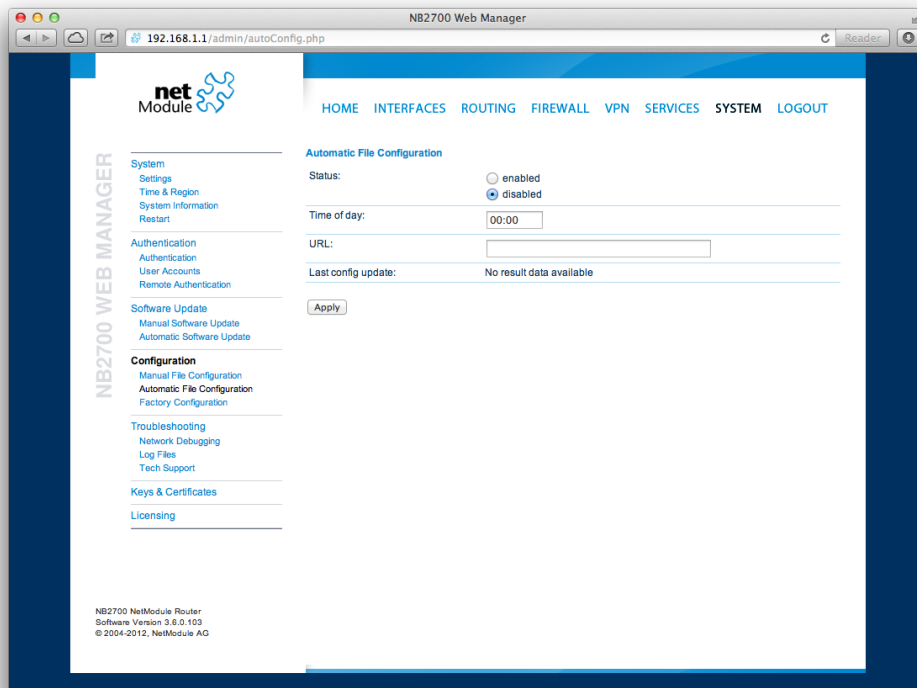 NB2700 Web Manager
192.168.1.1/admin/autoConfig.php
Reader
net
Module
HOME INTERFACES ROUTING FIREWALL VPN SERVICES SYSTEM LOGOUT
NB2700 WEB MANAGER
System
Settings
Time & Region
System Information
Restart
Authentication
Authentication
User Accounts
Remote Authentication
Software Update
Manual Software Update
Automatic Software Update
Configuration
Manual File Configuration
Automatic File Configuration
Factory Configuration
Troubleshooting
Network Debugging
Log Files
Tech Support
Keys & Certificates
Licensing
Automatic File Configuration
Status: enabled
disabled
Time of day: 00:00
URL:
Last config update: No result data available
Apply
NB2700 NetModule Router
Software Version 3.6.0.103
© 2004-2012, NetModule AG